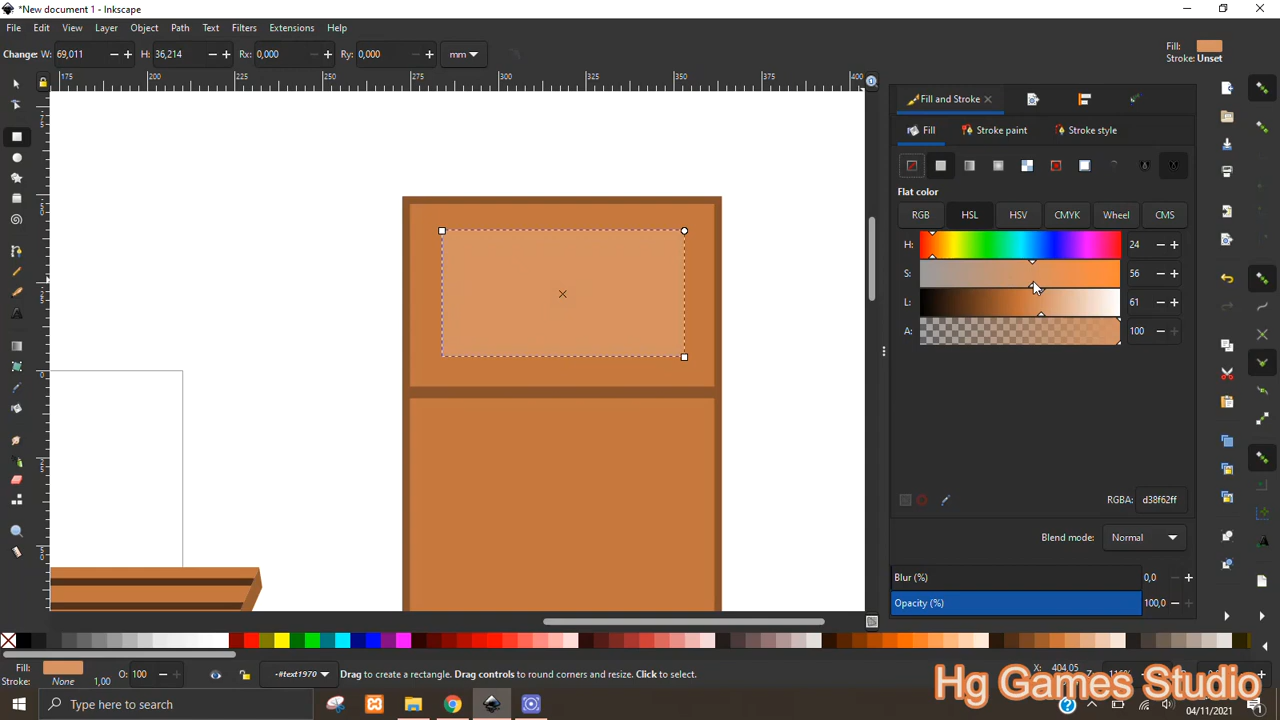 *New document 1 - Inkscape
File Edit View Layer Object Path Text Filters Extensions Help
Change: W: 69,011 H: 36,214 Rx: 0,000 Ry: 0,000 mm
Fill:
Stroke: Unset
175 200 225 250 275 300 325 350 375 400
Fill and Stroke
Fill Stroke paint Stroke style
Flat color
RGB HSL HSV CMYK Wheel CMS
H: 24
S: 56
L: 61
A: 100
RGBA: d38f62ff
Blend mode: Normal
Blur (%) 0,0
Opacity (%) 100,0
Fill: O: 100 -#text1970 Drag to create a rectangle. Drag controls to round corners and resize. Click to select. X: 404,05
Stroke: 1,00
Hg Games Studio
Type here to search
04/11/2021